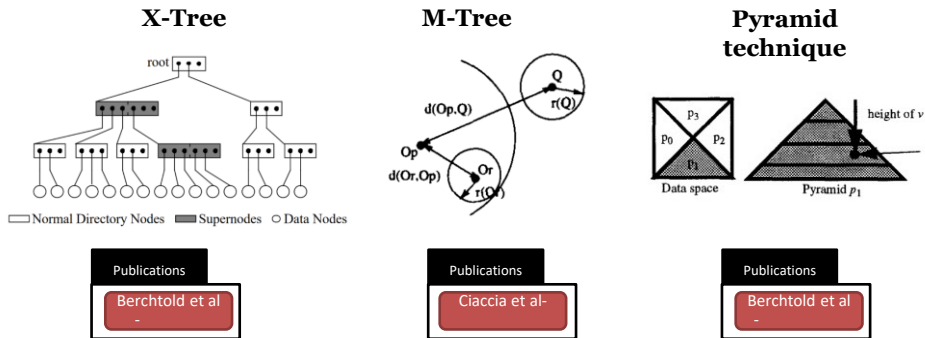 X-Tree
root
Normal Directory Nodes
Supernodes
Data Nodes
Publications
Berchtold et al
-
M-Tree
Q
d(Op,Q)
r(Q)
Op
Or
d(Or,Op)
r(Or)
Publications
Ciaccia et al-
Pyramid
technique
p3
p0
p2
p1
Data space
height of v
Pyramid p1
Publications
Berchtold et al
-